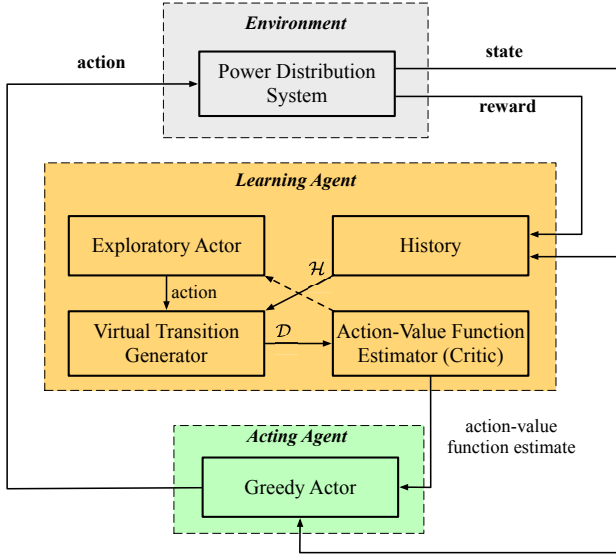 Environment
action
state
Power Distribution
System
reward
Learning Agent
Exploratory Actor
History
ℋ
action
Virtual Transition
Generator
𝒟
Action-Value Function
Estimator (Critic)
Acting Agent
action-value
function estimate
Greedy Actor